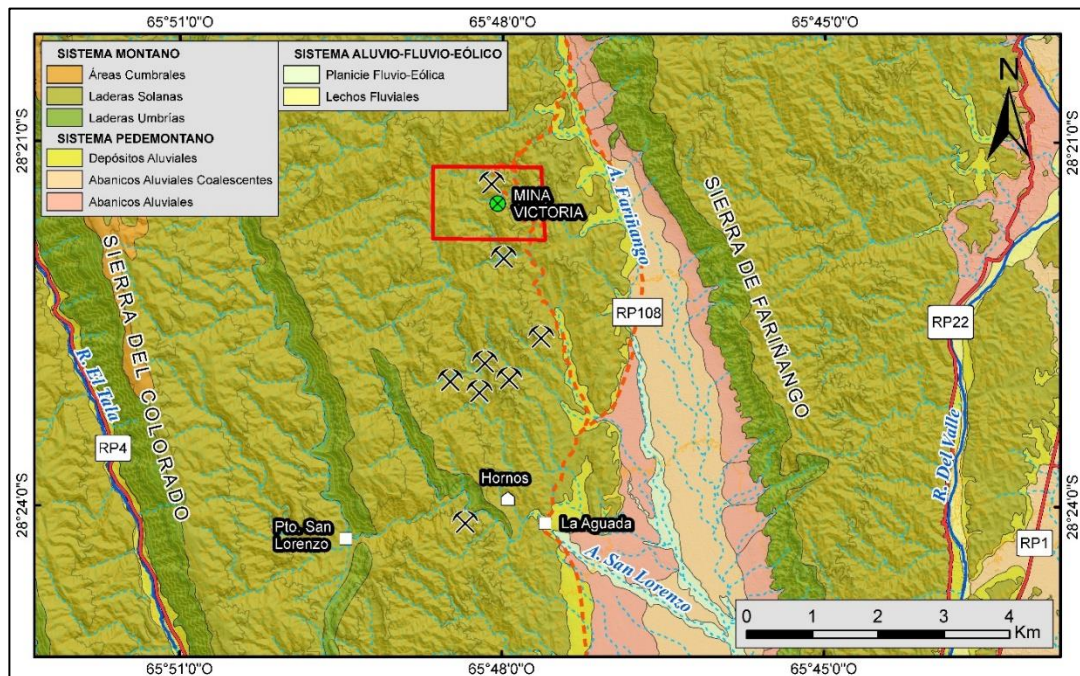 65°51'0"O
65°48'0"O
65°45'0"O
SISTEMA MONTANO
Áreas Cumbrales
Laderas Solanas
Laderas Umbrías
SISTEMA PEDEMONTANO
Depósitos Aluviales
Abanicos Aluviales Coalescentes
Abanicos Aluviales
SISTEMA ALUVIO-FLUVIO-EÓLICO
Planicie Fluvio-Eólica
Lechos Fluviales
N
28°21'0"S
28°21'0"S
MINA
VICTORIA
A. Fariñango
SIERRA DE FARIÑANGO
SIERRA DEL COLORADO
R. El Tala
RP108
RP22
RP4
R. Del Valle
Hornos
28°24'0"S
28°24'0"S
Pto. San
Lorenzo
La Aguada
A. San Lorenzo
RP1
0 1 2 3 4
Km
65°51'0"O
65°48'0"O
65°45'0"O